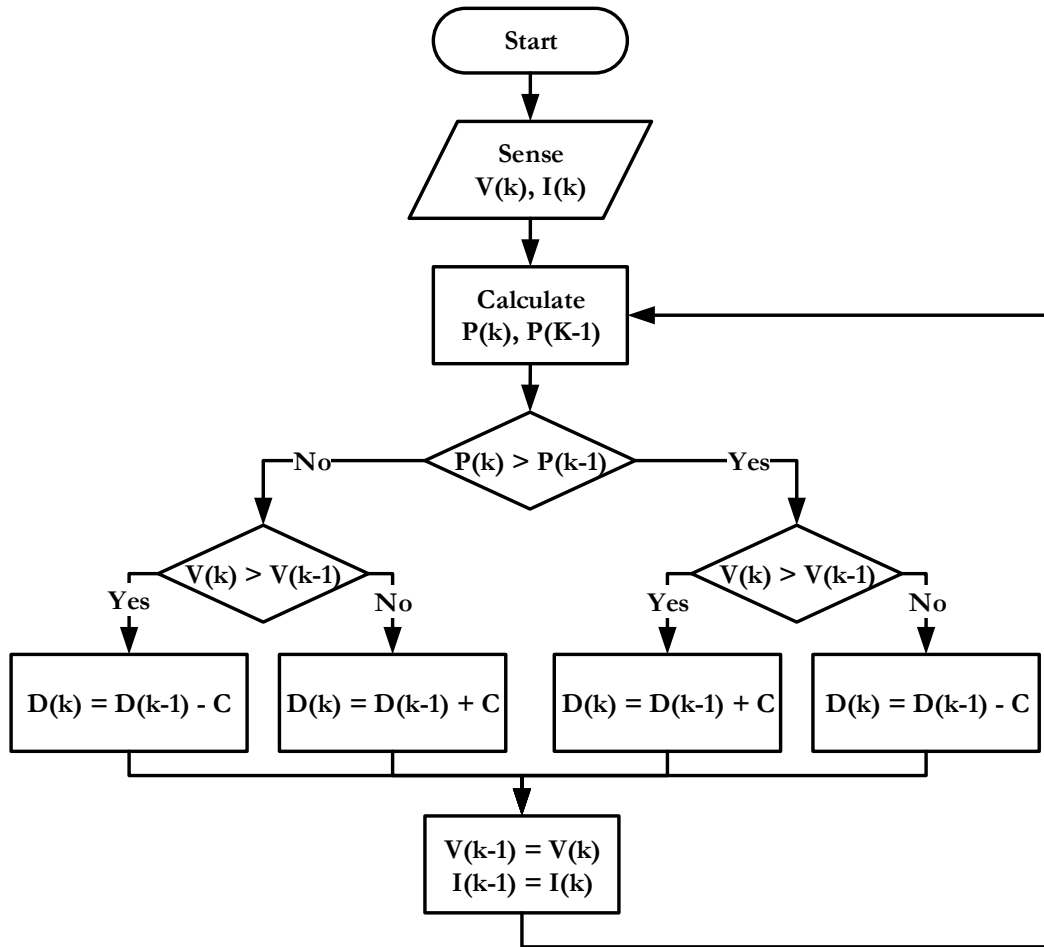 Start
Sense
V(k), I(k)
Calculate
P(k), P(K-1)
P(k) > P(k-1)
No
Yes
V(k) > V(k-1)
V(k) > V(k-1)
Yes
No
Yes
No
D(k) = D(k-1) - C
D(k) = D(k-1) + C
D(k) = D(k-1) + C
D(k) = D(k-1) - C
V(k-1) = V(k)
I(k-1) = I(k)